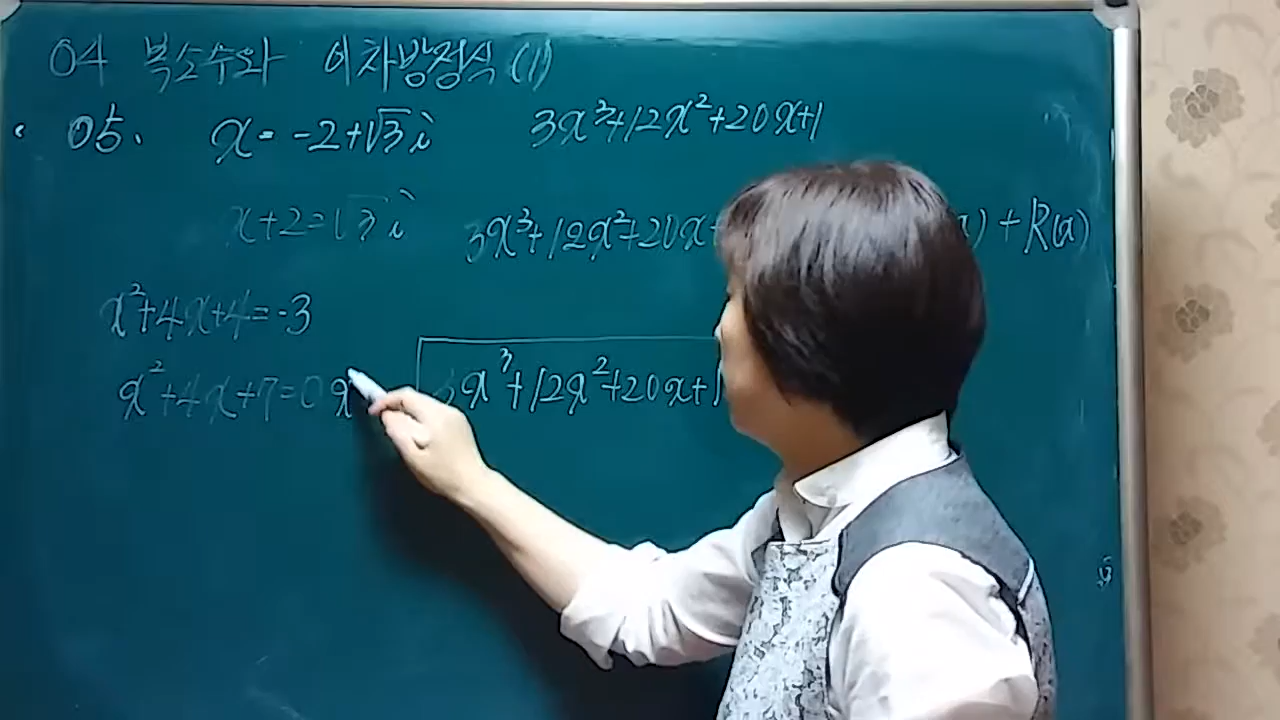 04 복소수와 이차방정식(1)
05. x = -2+√3i 3x³+12x²+20x+1
x+2=√3i 3x³+12x²+20x+ ) + R(x)
x²+4x+4=-3
x²+4x+7=0 x 3x³+12x²+20x+1